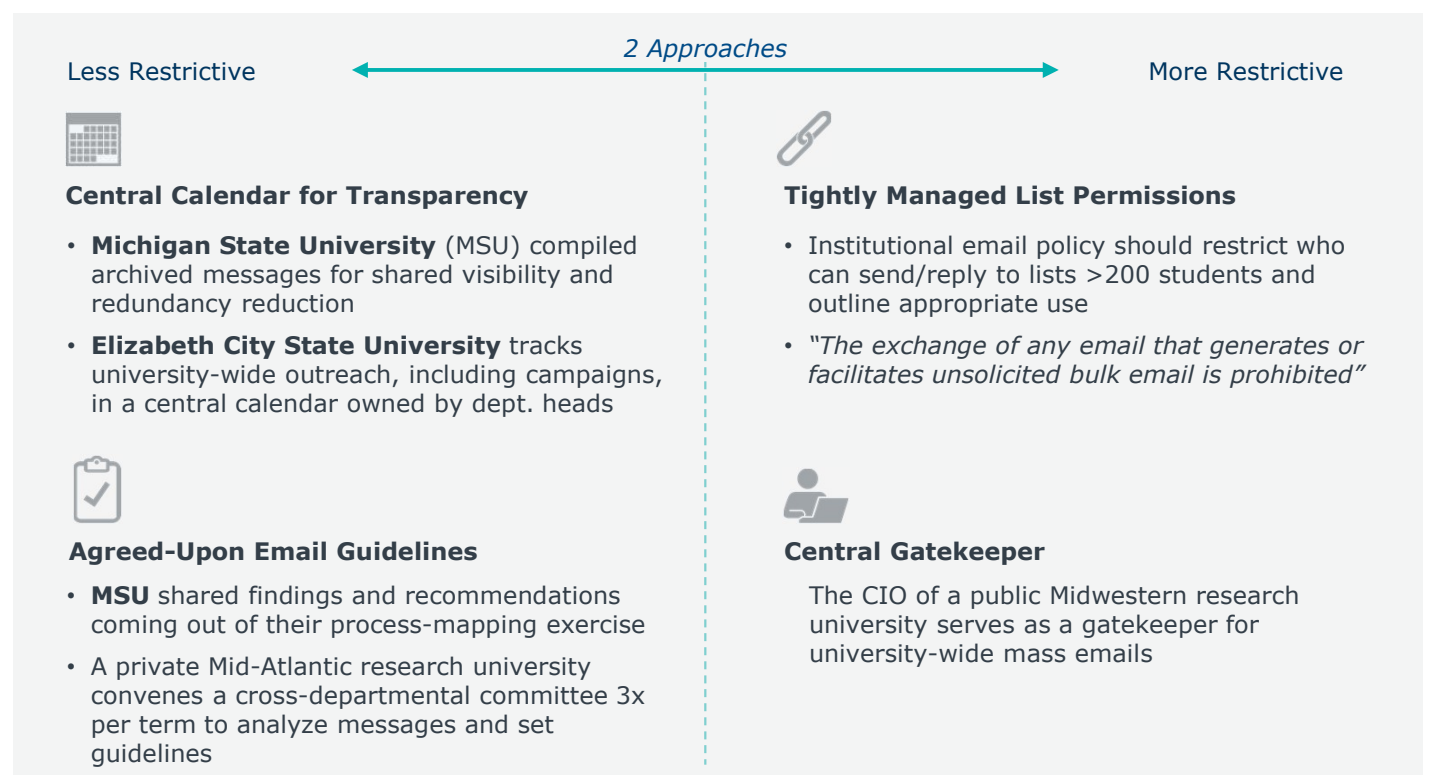 2 Approaches
Less Restrictive
More Restrictive
Central Calendar for Transparency
• Michigan State University (MSU) compiled
archived messages for shared visibility and
redundancy reduction
• Elizabeth City State University tracks
university-wide outreach, including campaigns,
in a central calendar owned by dept. heads
Agreed-Upon Email Guidelines
• MSU shared findings and recommendations
coming out of their process-mapping exercise
• A private Mid-Atlantic research university
convenes a cross-departmental committee 3x
per term to analyze messages and set
guidelines
Tightly Managed List Permissions
• Institutional email policy should restrict who
can send/reply to lists >200 students and
outline appropriate use
• “The exchange of any email that generates or
facilitates unsolicited bulk email is prohibited”
Central Gatekeeper
The CIO of a public Midwestern research
university serves as a gatekeeper for
university-wide mass emails